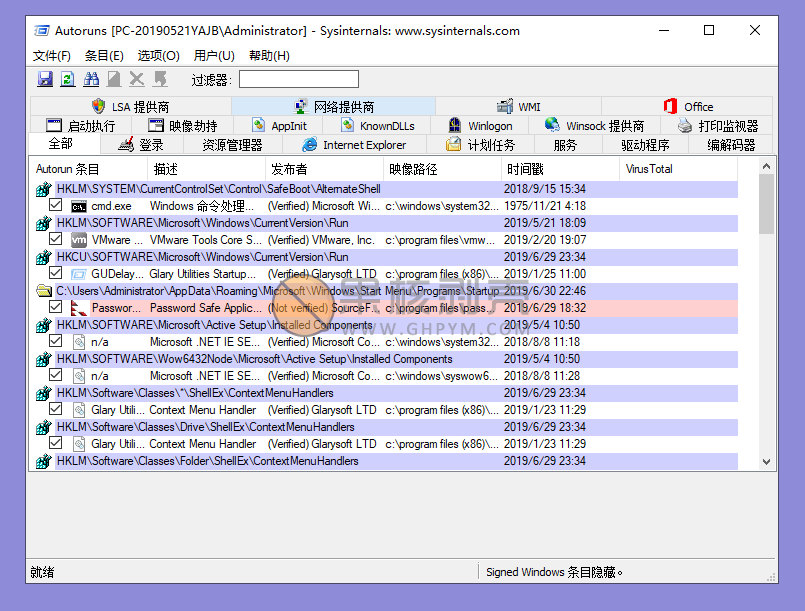 Autoruns [PC-20190521YAJB\Administrator] - Sysinternals: www.sysinternals.com
文件(F) 条目(E) 选项(O) 用户(U) 帮助(H)
过滤器:
LSA 提供商 网络提供商 WMI Office
启动执行 映像劫持 AppInit KnownDLLs Winlogon Winsock 提供商 打印监视器
全部 登录 资源管理器 Internet Explorer 计划任务 服务 驱动程序 编解码器
Autorun 条目 描述 发布者 映像路径 时间戳 VirusTotal
HKLM\SYSTEM\CurrentControlSet\Control\SafeBoot\AlternateShell 2018/9/15 15:34
cmd.exe Windows 命令处理... (Verified) Microsoft Wi... c:\windows\system32... 1975/11/21 4:18
HKLM\SOFTWARE\Microsoft\Windows\CurrentVersion\Run 2019/5/21 18:09
VMware ... VMware Tools Core S... (Verified) VMware, Inc. c:\program files\vmw... 2019/2/20 19:07
HKCU\SOFTWARE\Microsoft\Windows\CurrentVersion\Run 2019/6/29 23:34
GUDelay... Glary Utilities Startup... (Verified) Glarysoft LTD c:\program files (x86)\... 2019/1/25 11:00
C:\Users\Administrator\AppData\Roaming\Microsoft\Windows\Start Menu\Programs\Startup 2019/6/30 22:46
果核剥壳
Passwor... Password Safe Applic... (Not verified) SourceF... c:\program files\pass... 2019/6/29 18:32
WWW.GHPYM.COM
HKLM\SOFTWARE\Microsoft\Active Setup\Installed Components 2019/5/4 10:50
n/a Microsoft .NET IE SE... (Verified) Microsoft Co... c:\windows\system32... 2018/8/8 11:18
HKLM\SOFTWARE\Wow6432Node\Microsoft\Active Setup\Installed Components 2019/5/4 10:50
n/a Microsoft .NET IE SE... (Verified) Microsoft Co... c:\windows\syswow6... 2018/8/8 11:28
HKLM\Software\Classes\*\ShellEx\ContextMenuHandlers 2019/6/29 23:34
Glary Utili... Context Menu Handler (Verified) Glarysoft LTD c:\program files (x86)\... 2019/1/23 11:29
HKLM\Software\Classes\Drive\ShellEx\ContextMenuHandlers 2019/6/29 23:34
Glary Utili... Context Menu Handler (Verified) Glarysoft LTD c:\program files (x86)\... 2019/1/23 11:29
HKLM\Software\Classes\Folder\ShellEx\ContextMenuHandlers 2019/6/29 23:34
就绪 Signed Windows 条目隐藏。